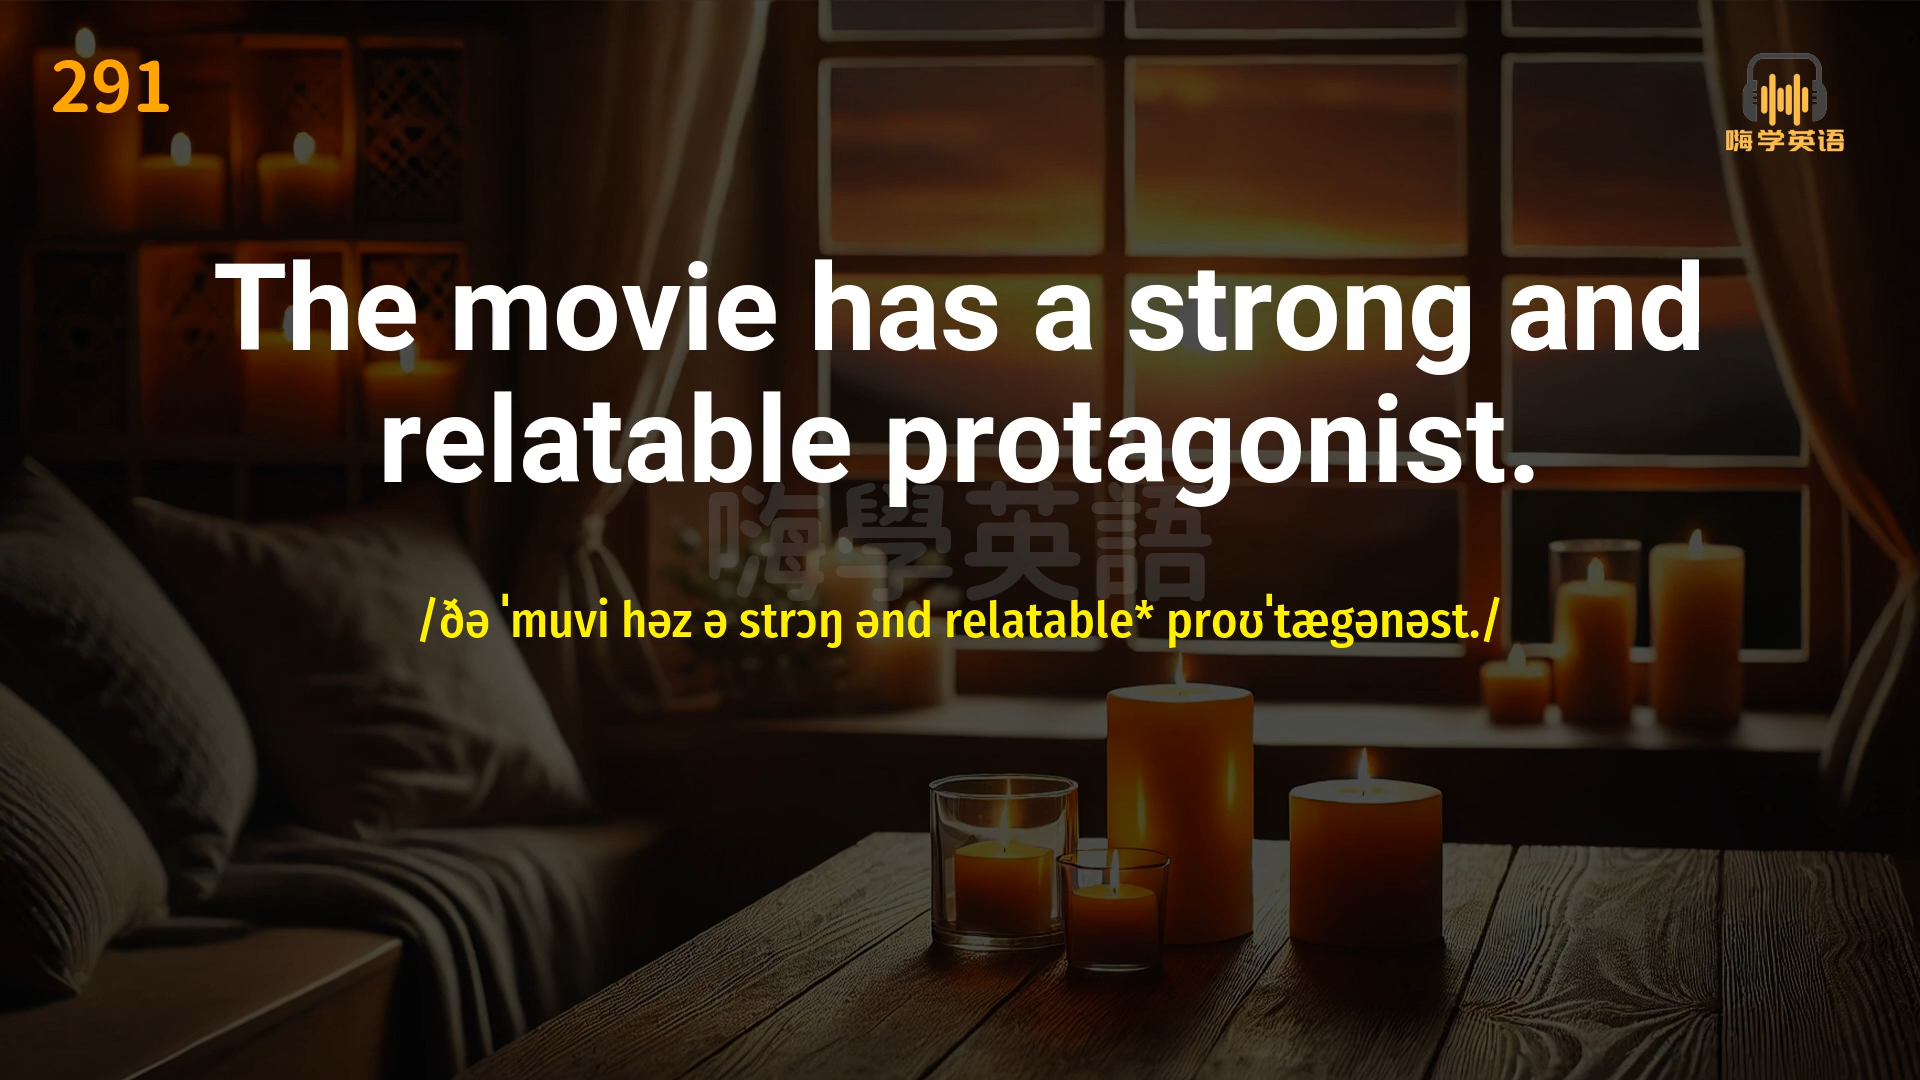 291
嗨学英语
The movie has a strong and
relatable protagonist.
嗨學英語
/ðə ˈmuvi həz ə strɔŋ ənd relatable* proʊˈtægənəst./